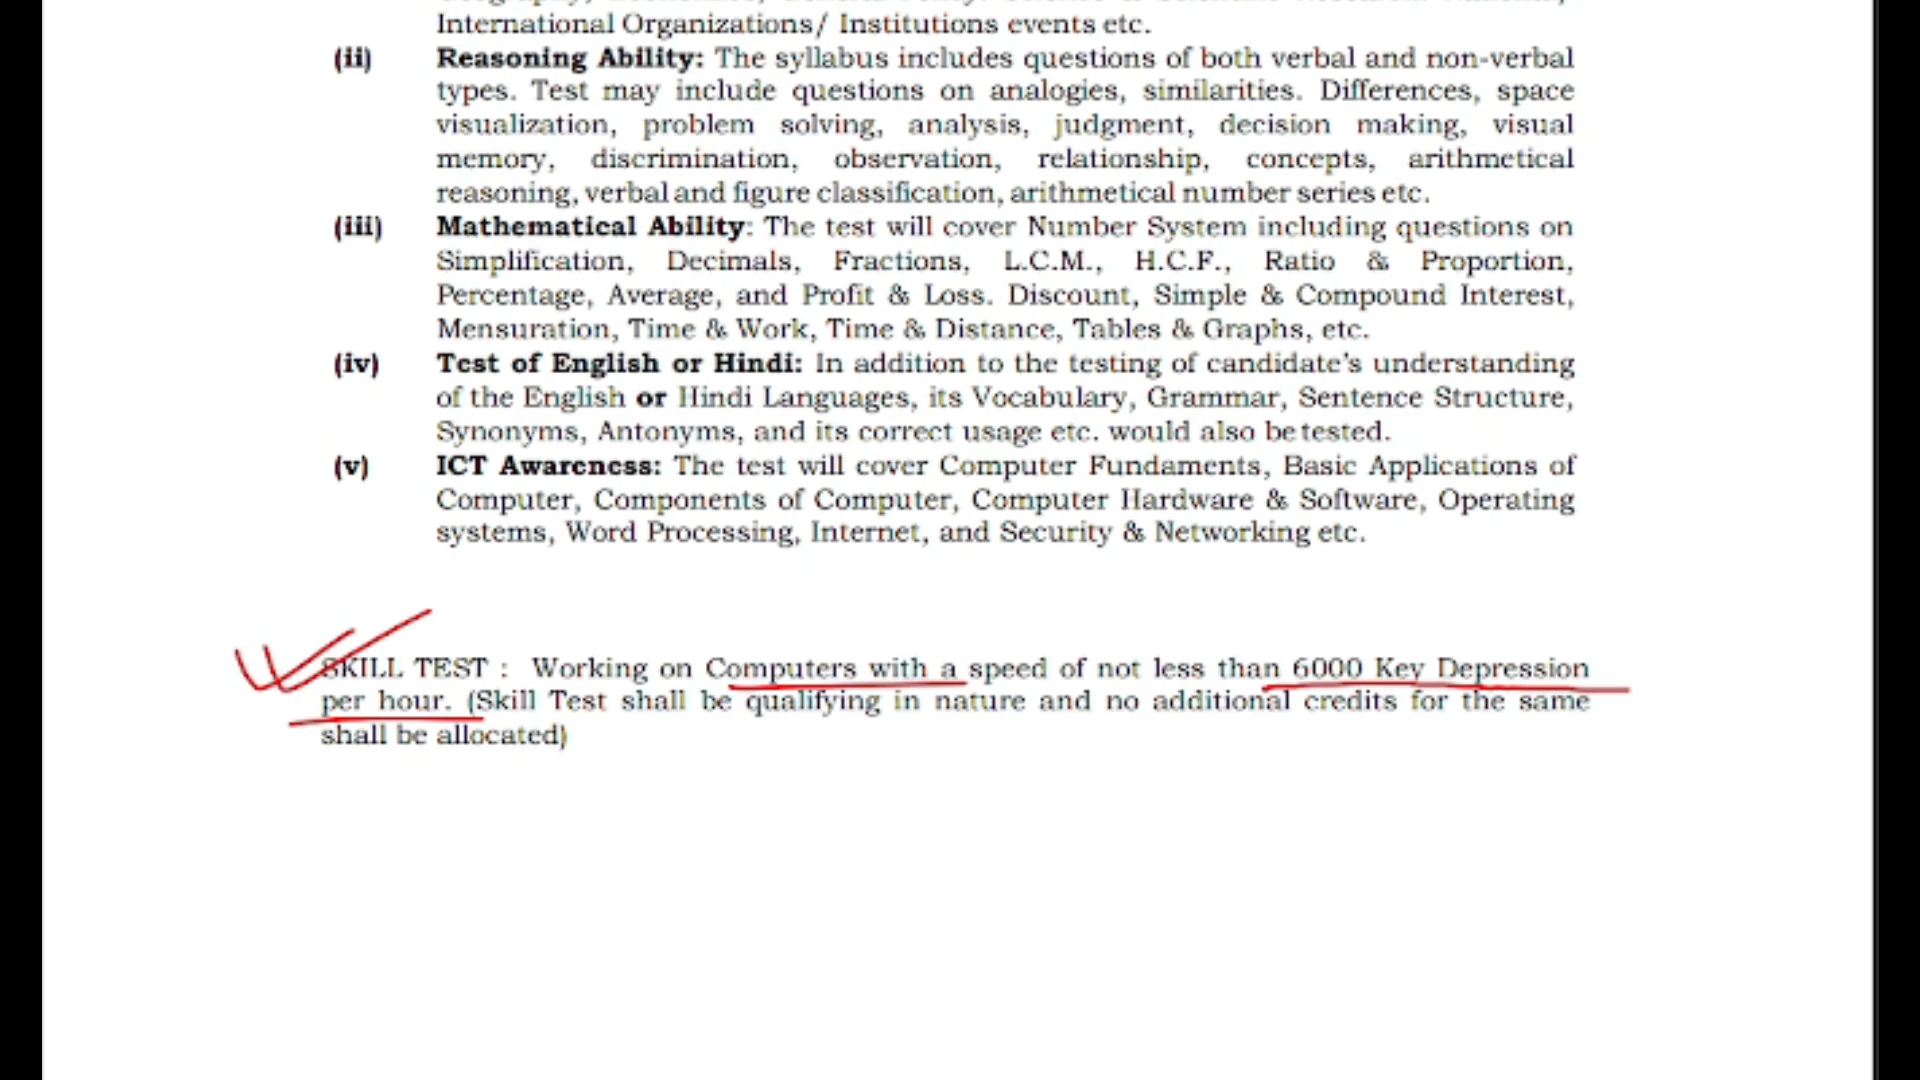 International Organizations/ Institutions events etc.
(ii) Reasoning Ability: The syllabus includes questions of both verbal and non-verbal
types. Test may include questions on analogies, similarities. Differences, space
visualization, problem solving, analysis, judgment, decision making, visual
memory, discrimination, observation, relationship, concepts, arithmetical
reasoning, verbal and figure classification, arithmetical number series etc.
(iii) Mathematical Ability: The test will cover Number System including questions on
Simplification, Decimals, Fractions, L.C.M., H.C.F., Ratio & Proportion,
Percentage, Average, and Profit & Loss. Discount, Simple & Compound Interest,
Mensuration, Time & Work, Time & Distance, Tables & Graphs, etc.
(iv) Test of English or Hindi: In addition to the testing of candidate's understanding
of the English or Hindi Languages, its Vocabulary, Grammar, Sentence Structure,
Synonyms, Antonyms, and its correct usage etc. would also be tested.
(v) ICT Awareness: The test will cover Computer Fundaments, Basic Applications of
Computer, Components of Computer, Computer Hardware & Software, Operating
systems, Word Processing, Internet, and Security & Networking etc.
SKILL TEST : Working on Computers with a speed of not less than 6000 Key Depression
per hour. (Skill Test shall be qualifying in nature and no additional credits for the same
shall be allocated)